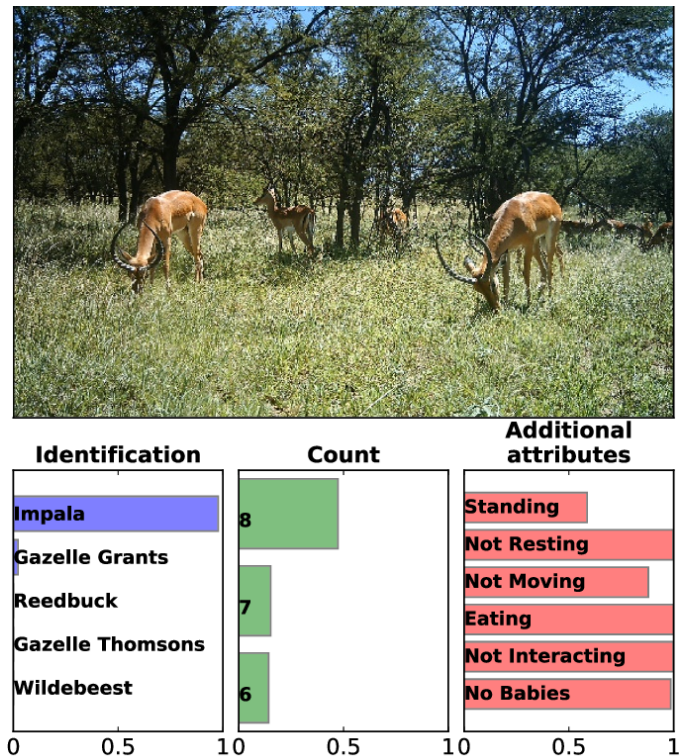 Identification
Impala
Gazelle Grants
Reedbuck
Gazelle Thomsons
Wildebeest
0 0.5 1
Count
8
7
6
0 0.5 1
Additional
attributes
Standing
Not Resting
Not Moving
Eating
Not Interacting
No Babies
0 0.5 1